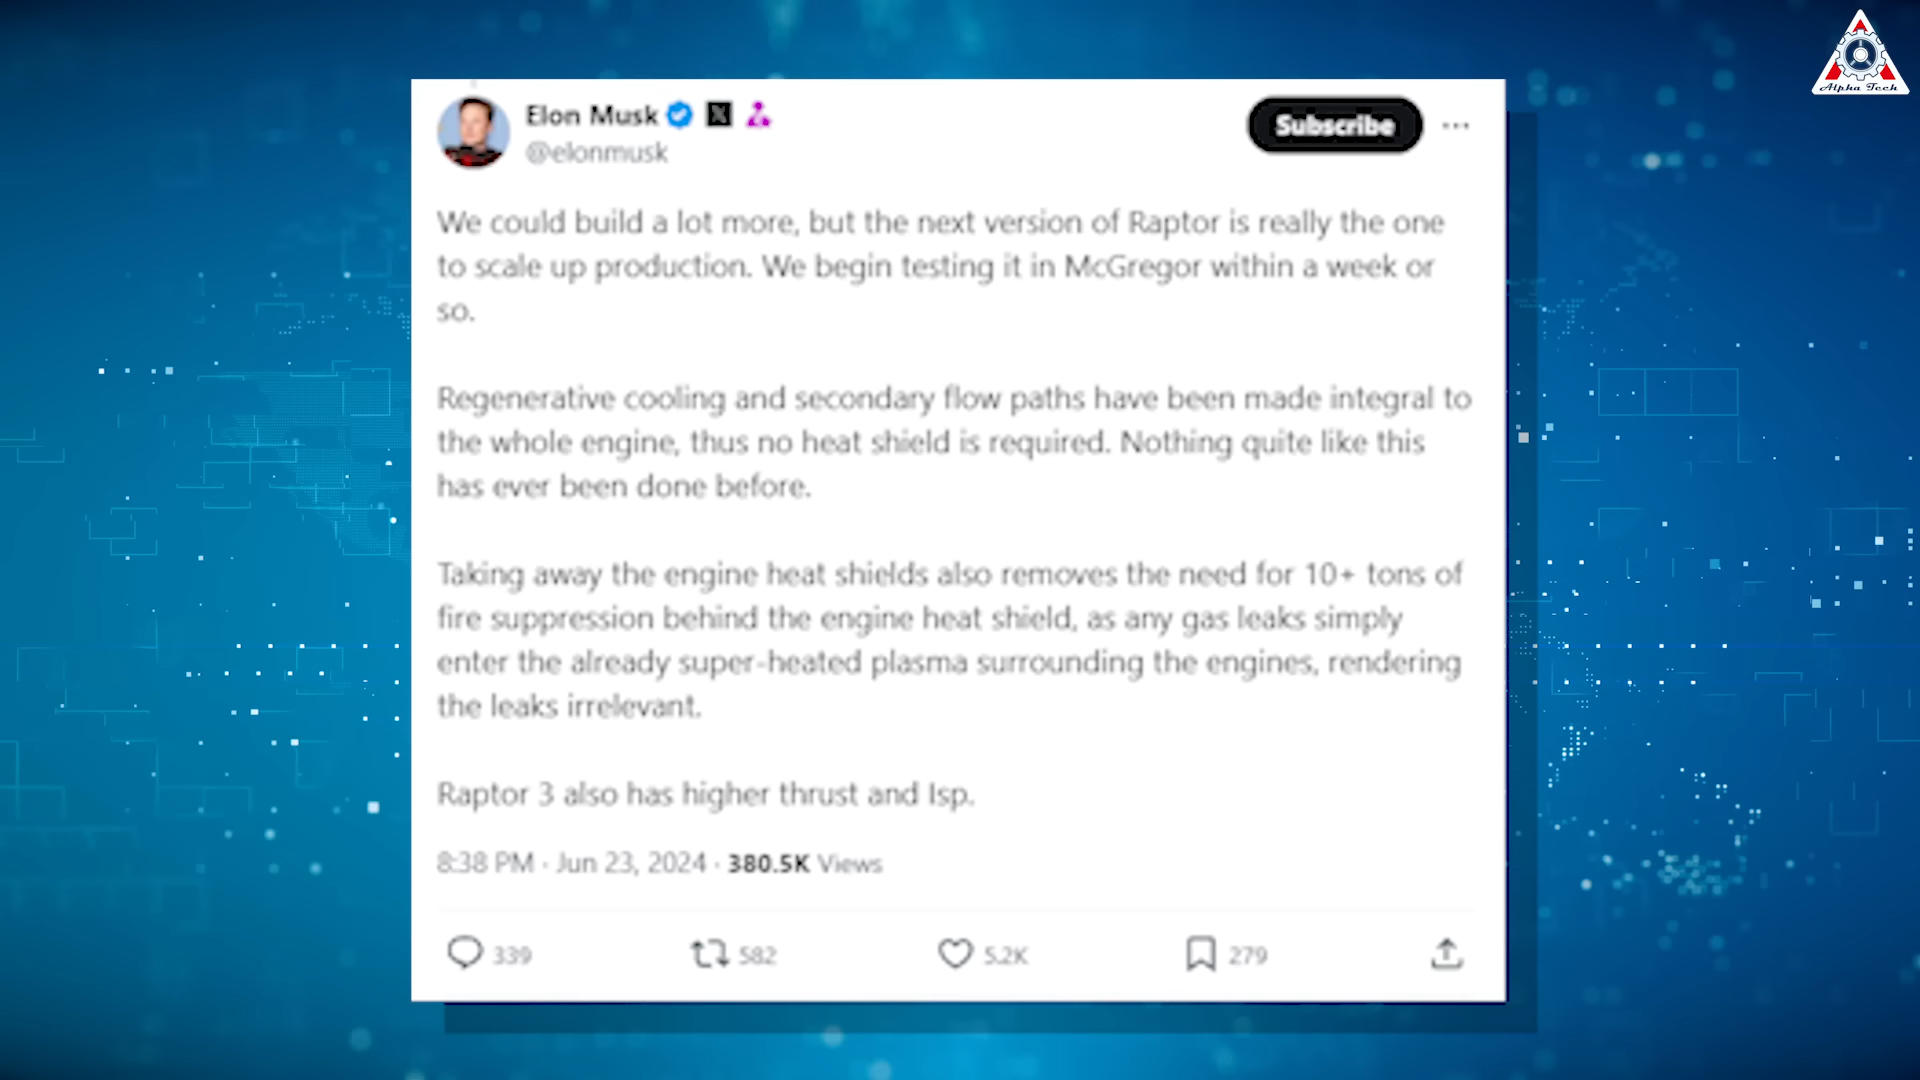 Alpha Tech
Elon Musk
@elonmusk
Subscribe
We could build a lot more, but the next version of Raptor is really the one
to scale up production. We begin testing it in McGregor within a week or
so.
Regenerative cooling and secondary flow paths have been made integral to
the whole engine, thus no heat shield is required. Nothing quite like this
has ever been done before.
Taking away the engine heat shields also removes the need for 10+ tons of
fire suppression behind the engine heat shield, as any gas leaks simply
enter the already super-heated plasma surrounding the engines, rendering
the leaks irrelevant.
Raptor 3 also has higher thrust and Isp.
8:38 PM · Jun 23, 2024 · 380.5K Views
339 582 5.2K 279